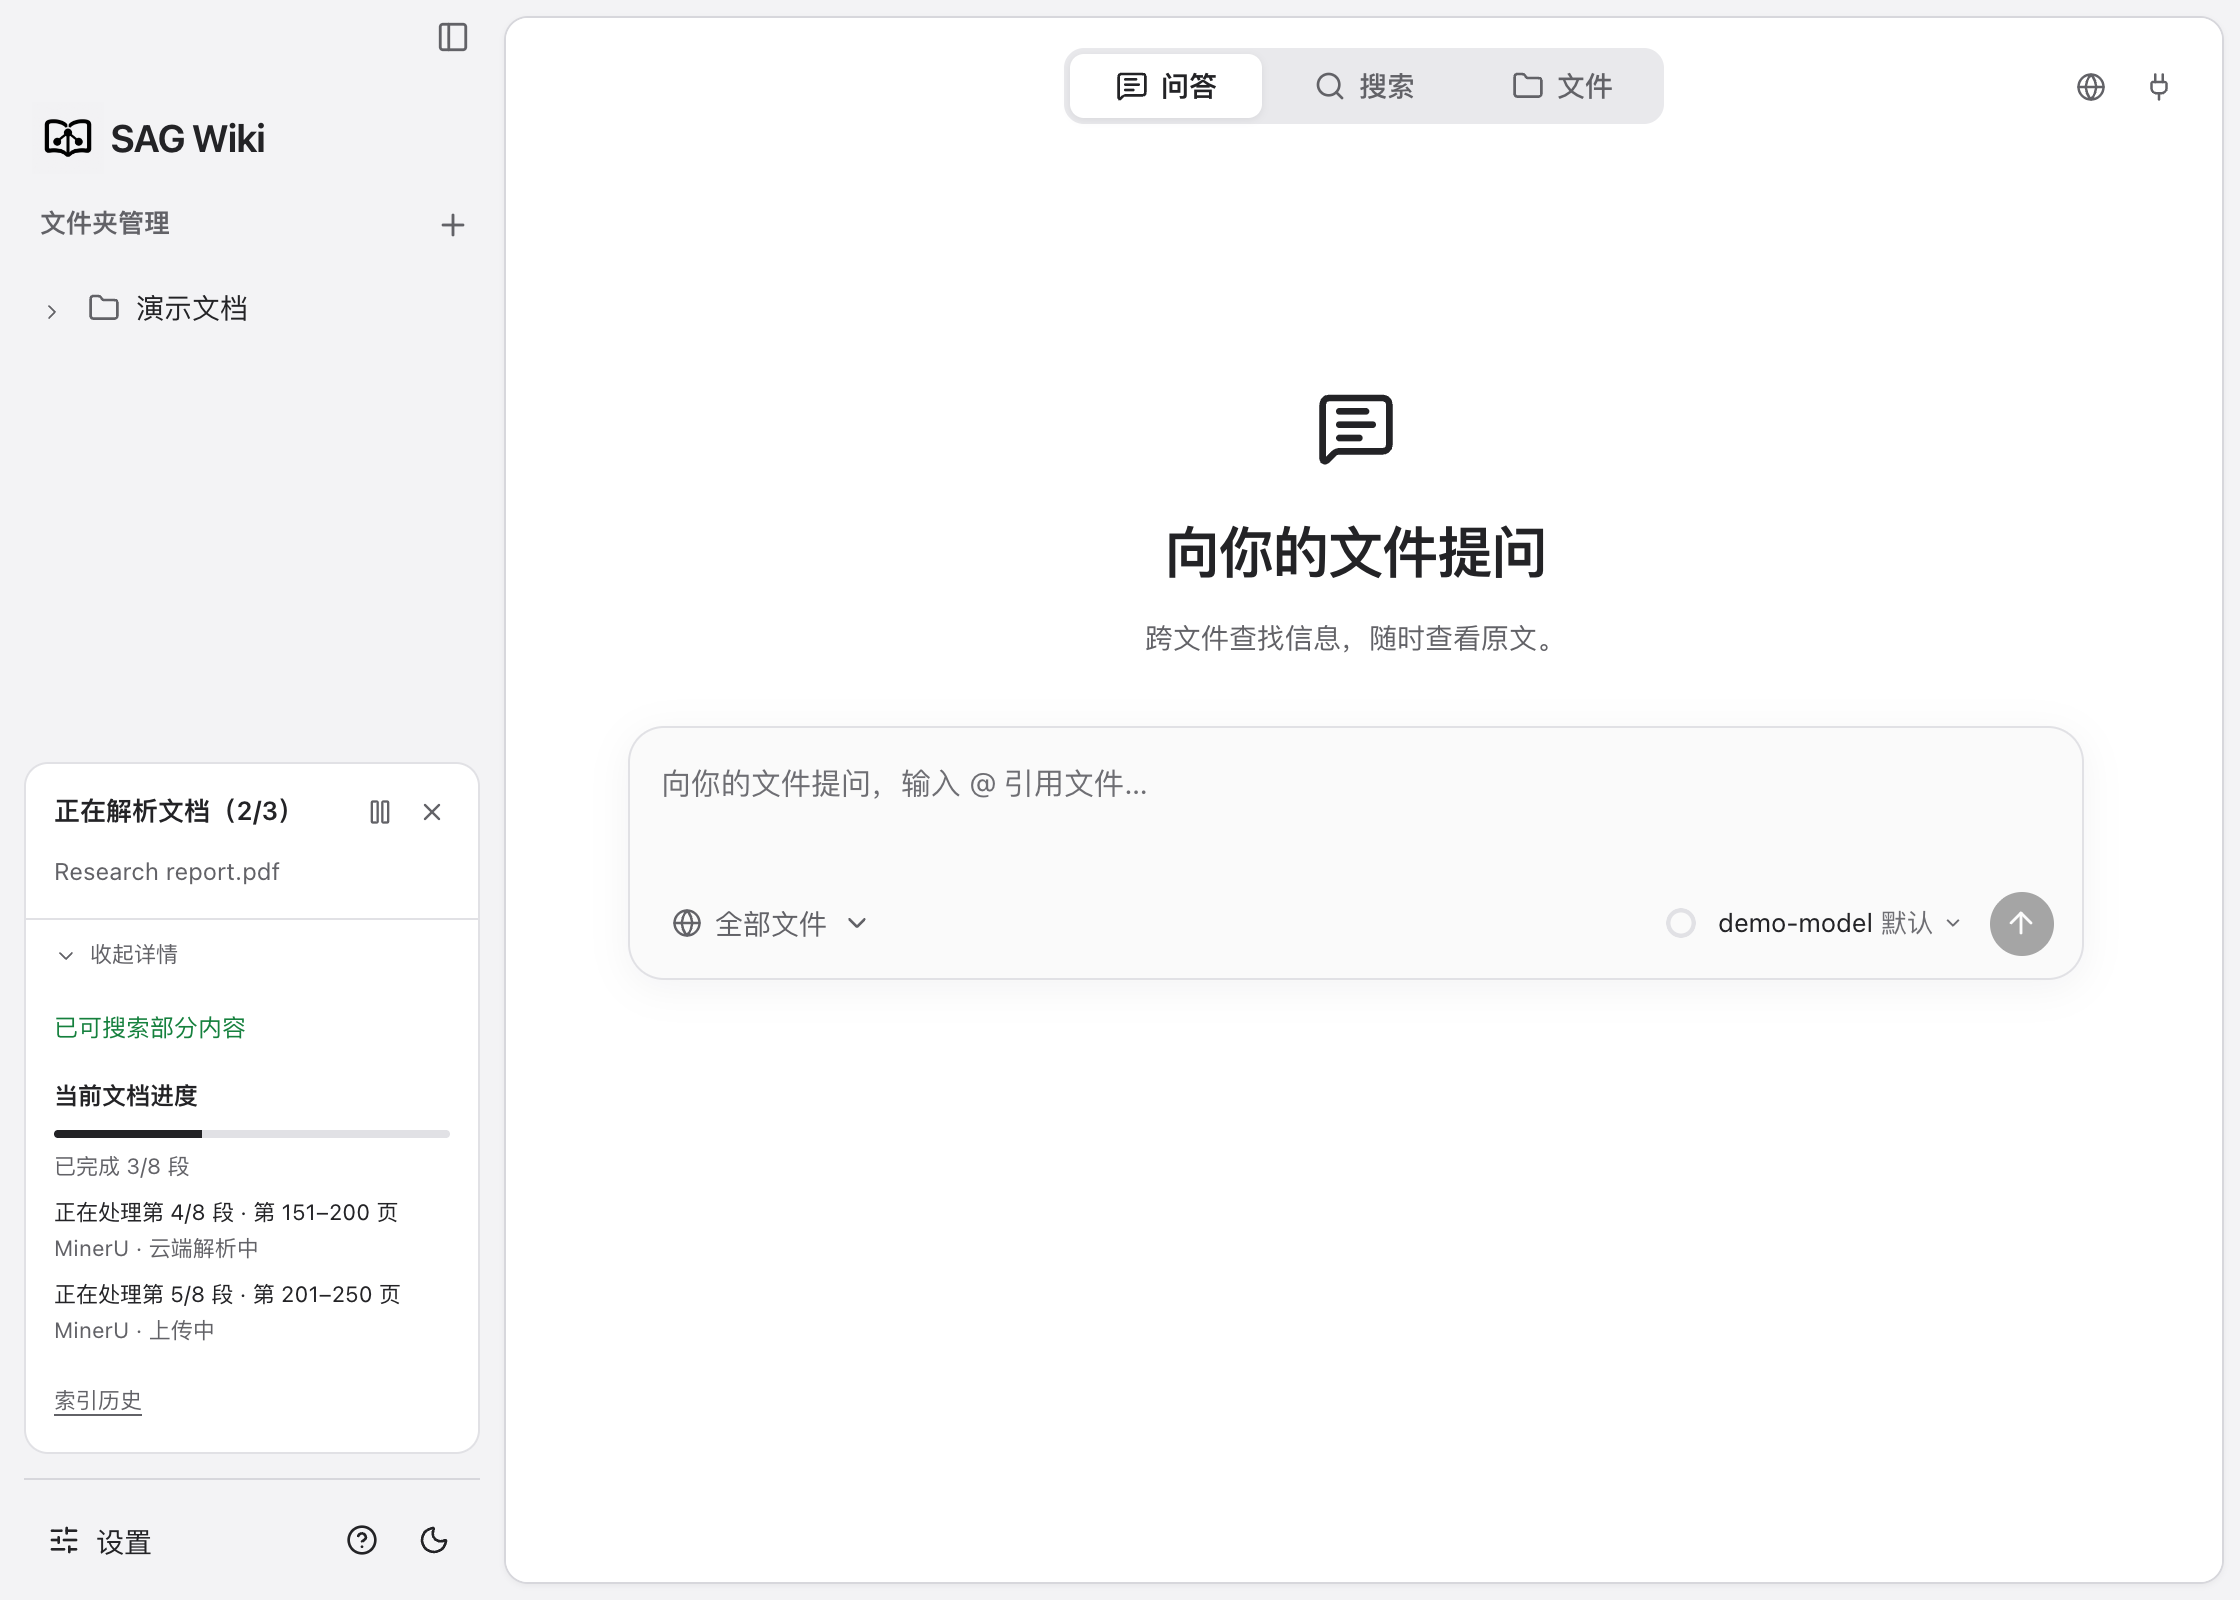 SAG Wiki
文件夹管理
演示文档
正在解析文档（2/3）
Research report.pdf
收起详情
已可搜索部分内容
当前文档进度
已完成 3/8 段
正在处理第 4/8 段 · 第 151–200 页
MinerU · 云端解析中
正在处理第 5/8 段 · 第 201–250 页
MinerU · 上传中
索引历史
设置
问答
搜索
文件
向你的文件提问
跨文件查找信息，随时查看原文。
向你的文件提问，输入 @ 引用文件...
全部文件
demo-model 默认